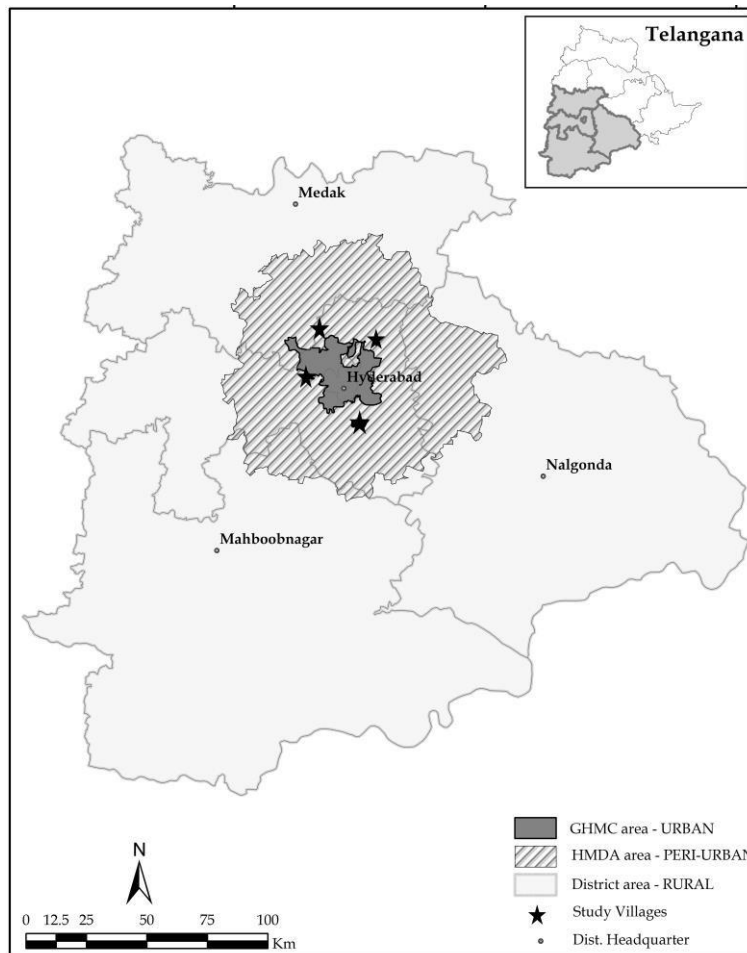 Telangana
Medak
Hyderabad
Nalgonda
Mahboobnagar
GHMC area - URBAN
HMDA area - PERI-URBAN
District area - RURAL
Study Villages
Dist. Headquarter
N
0 12.5 25 50 75 100
Km